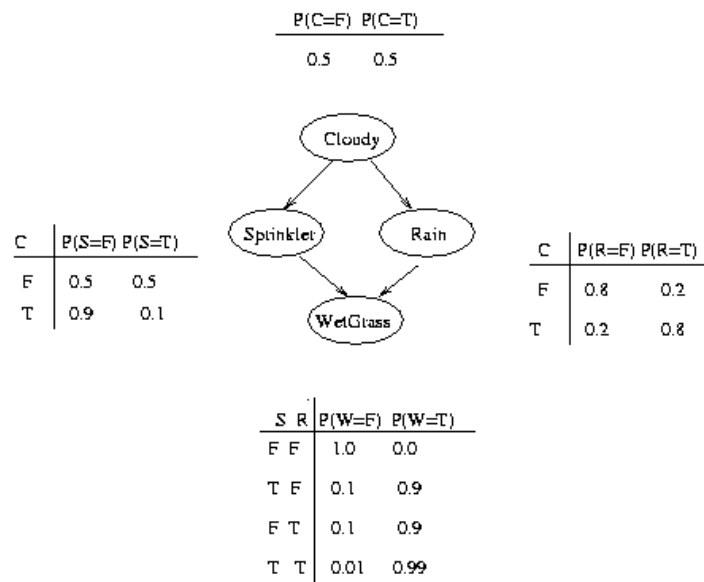 P(C=F) P(C=T)
0.5 0.5
Cloudy
Sprinkler
Rain
WetGrass
C P(S=F) P(S=T)
F 0.5 0.5
T 0.9 0.1
C P(R=F) P(R=T)
F 0.8 0.2
T 0.2 0.8
S R P(W=F) P(W=T)
F F 1.0 0.0
T F 0.1 0.9
F T 0.1 0.9
T T 0.01 0.99